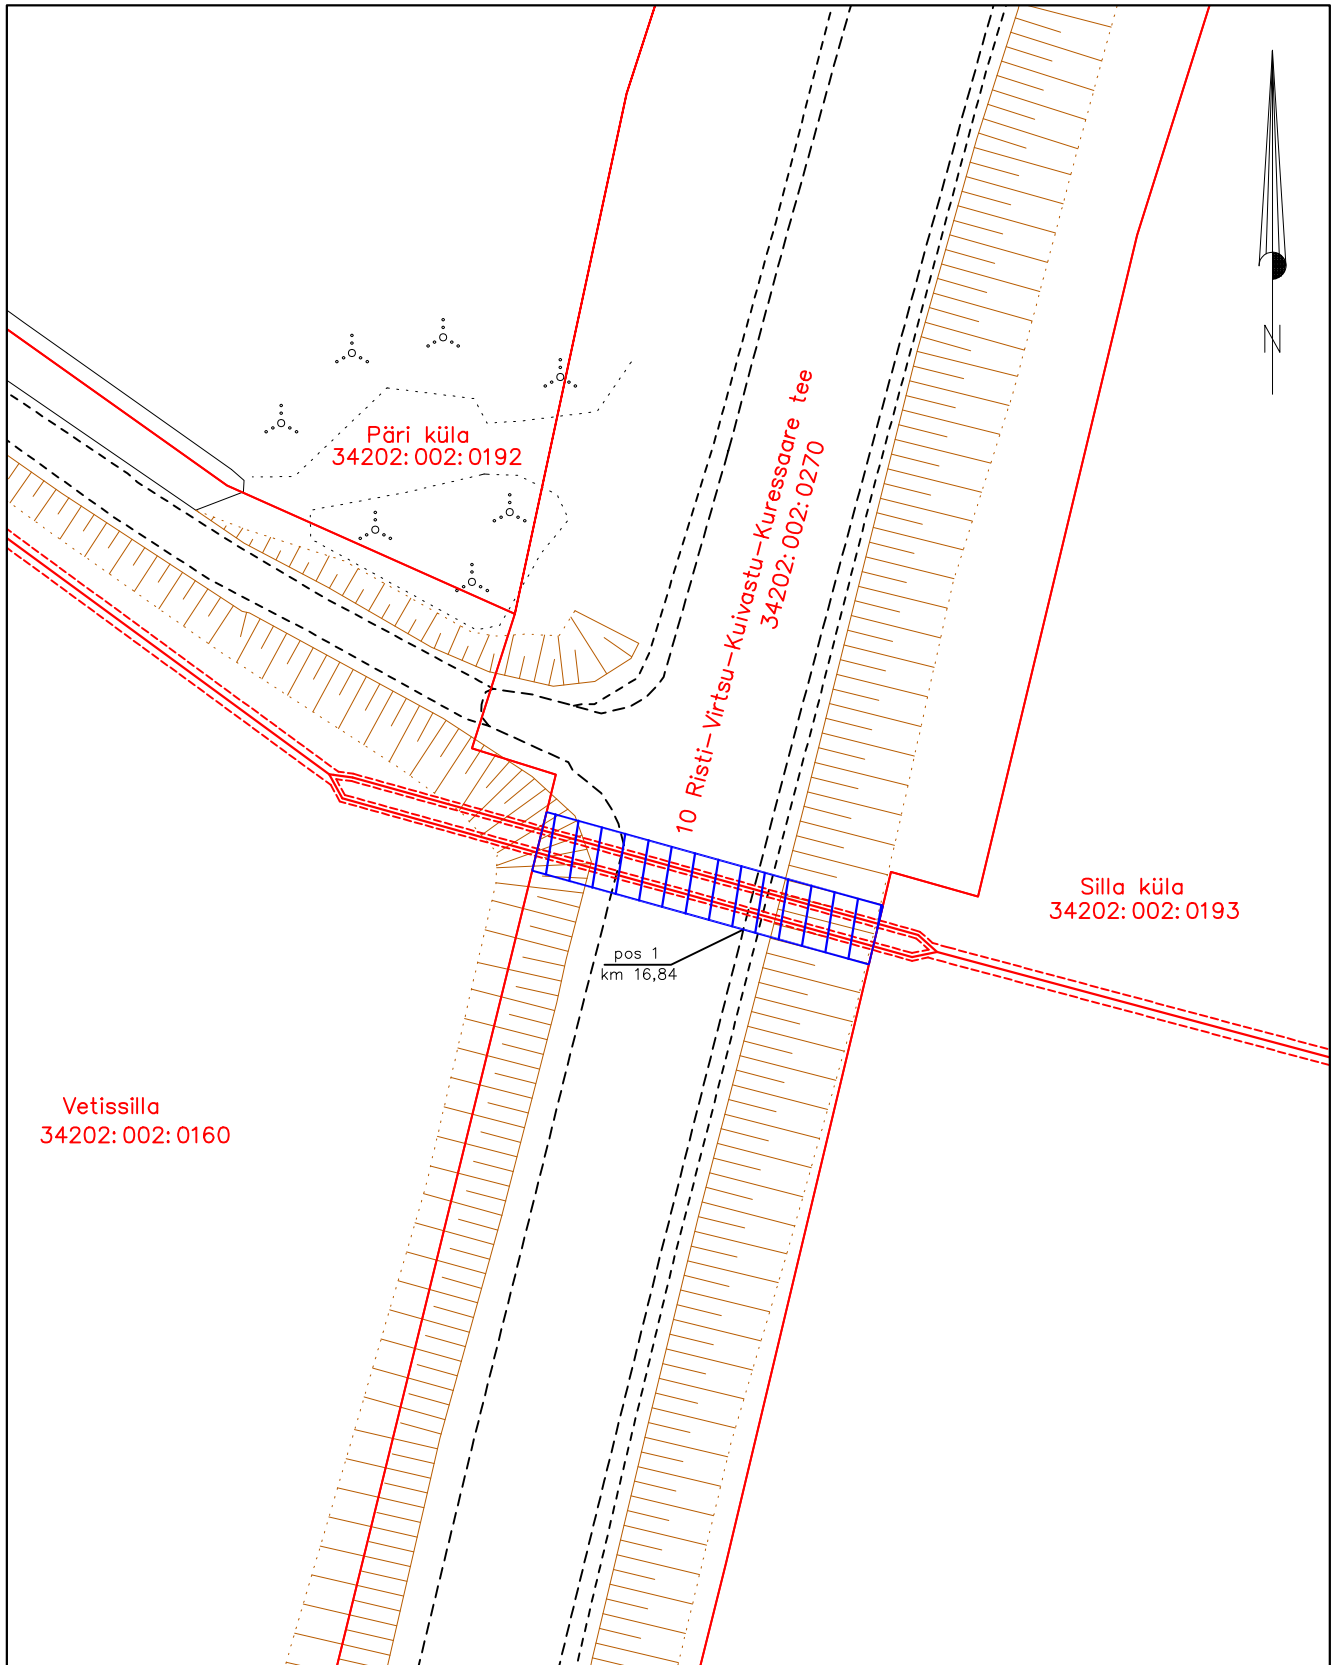 N
Päri küla
34202:002:0192
10 Risti-Virtsu-Kuivastu-Kuressaare tee
34202:002:0270
Silla küla
34202:002:0193
pos 1
km 16,84
Vetissilla
34202:002:0160